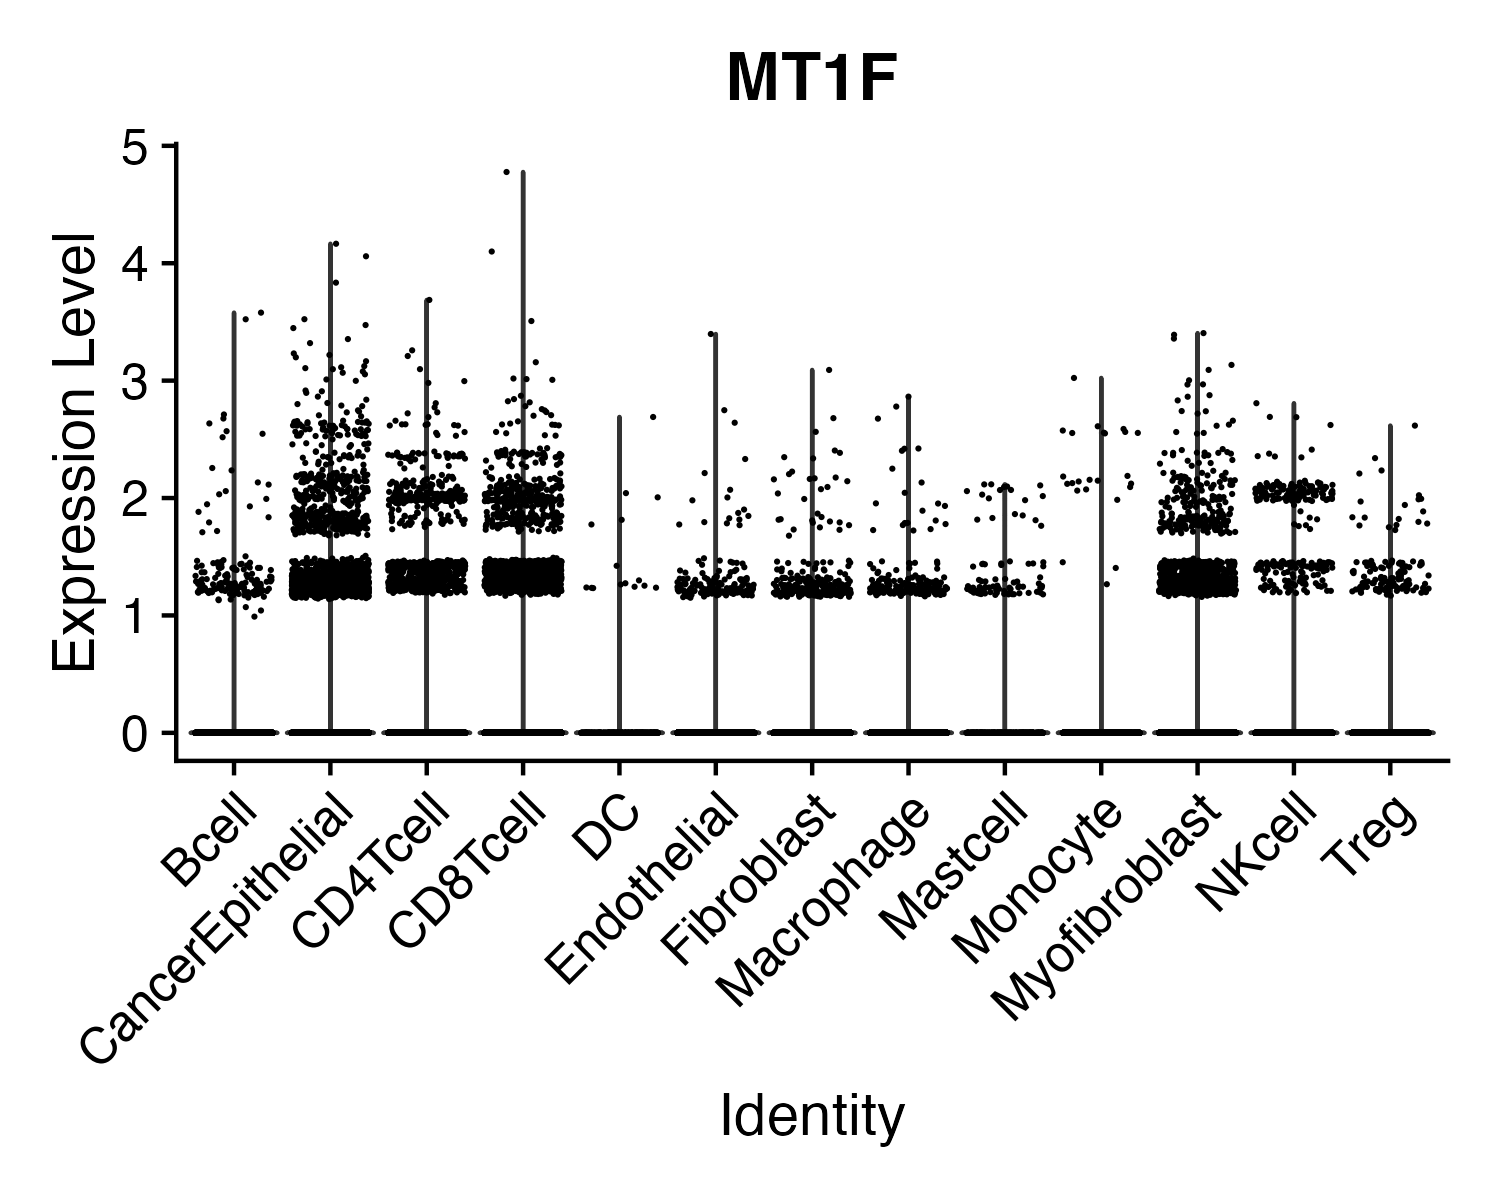 MT1F
Expression Level
5
4
3
2
1
0
Bcell
CancerEpithelial
CD4Tcell
CD8Tcell
DC
Endothelial
Fibroblast
Macrophage
Mastcell
Monocyte
Myofibroblast
NKcell
Treg
Identity